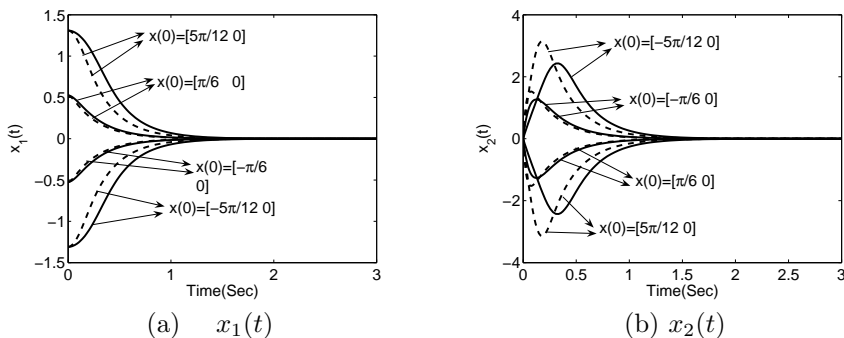 1.5
1
0.5
0
−0.5
−1
−1.5
x1(t)
x(0)=[5π/12 0]
x(0)=[π/6 0]
x(0)=[−π/6
0]
x(0)=[−5π/12 0]
0 1 2 3
Time(Sec)
(a) x1(t)
4
2
0
−2
−4
x2(t)
x(0)=[−5π/12 0]
x(0)=[−π/6 0]
x(0)=[π/6 0]
x(0)=[5π/12 0]
0 0.5 1 1.5 2 2.5 3
Time(Sec)
(b) x2(t)